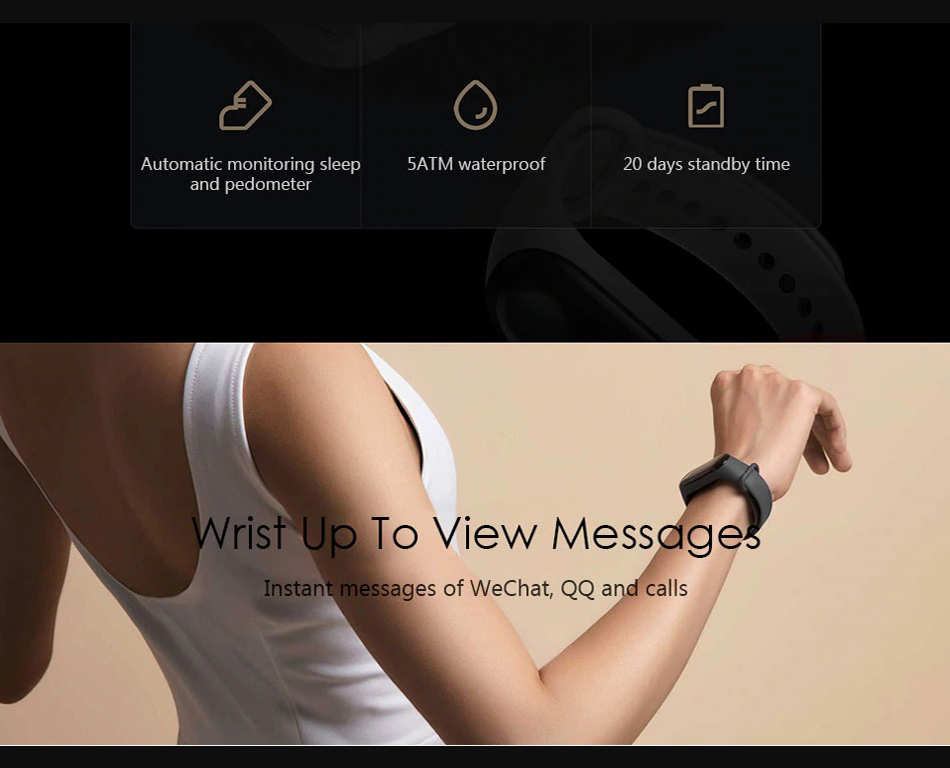 Automatic monitoring sleep
and pedometer
5ATM waterproof
20 days standby time
Wrist Up To View Messages
Instant messages of WeChat, QQ and calls